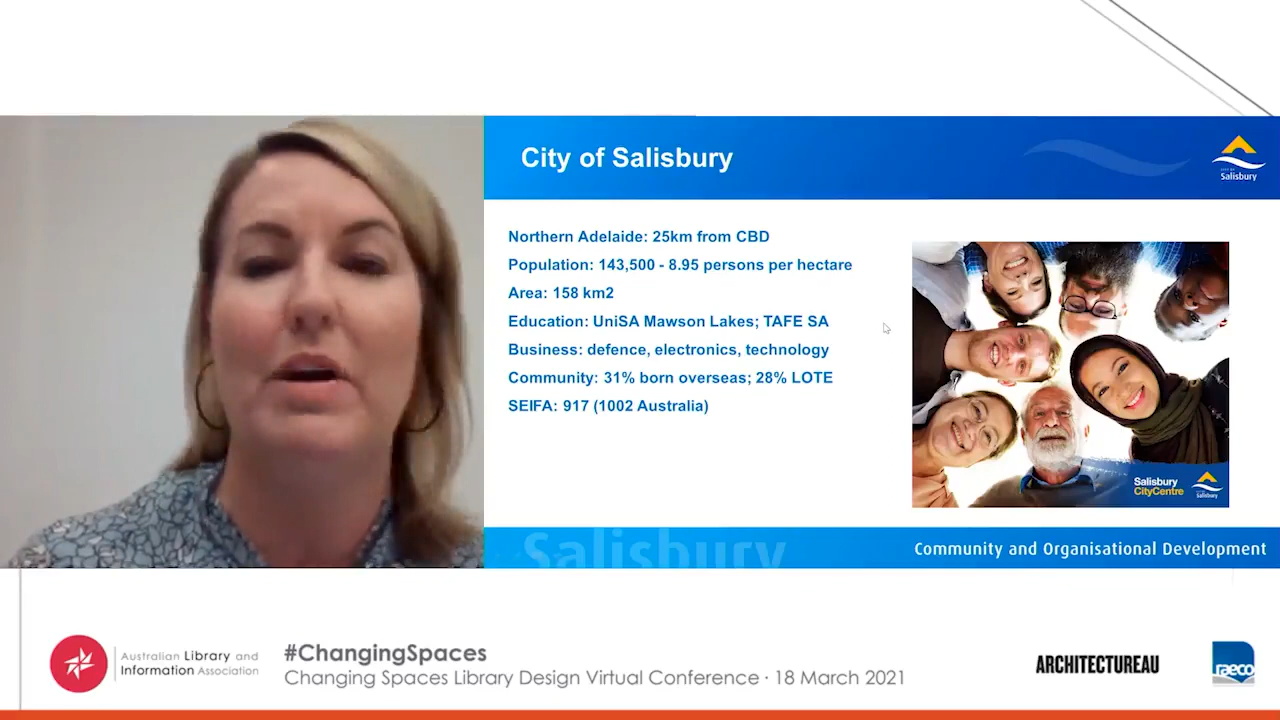 City of Salisbury
CITY OF
Salisbury
Northern Adelaide: 25km from CBD
Population: 143,500 - 8.95 persons per hectare
Area: 158 km2
Education: UniSA Mawson Lakes; TAFE SA
Business: defence, electronics, technology
Community: 31% born overseas; 28% LOTE
SEIFA: 917 (1002 Australia)
Salisbury
CityCentre
Salisbury
Salisbury
Community and Organisational Development
Australian Library and
Information Association
#ChangingSpaces
Changing Spaces Library Design Virtual Conference · 18 March 2021
ARCHITECTUREAU
raeco